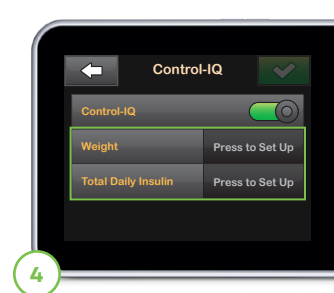 Control-IQ
Control-IQ
Weight Press to Set Up
Total Daily Insulin Press to Set Up
4